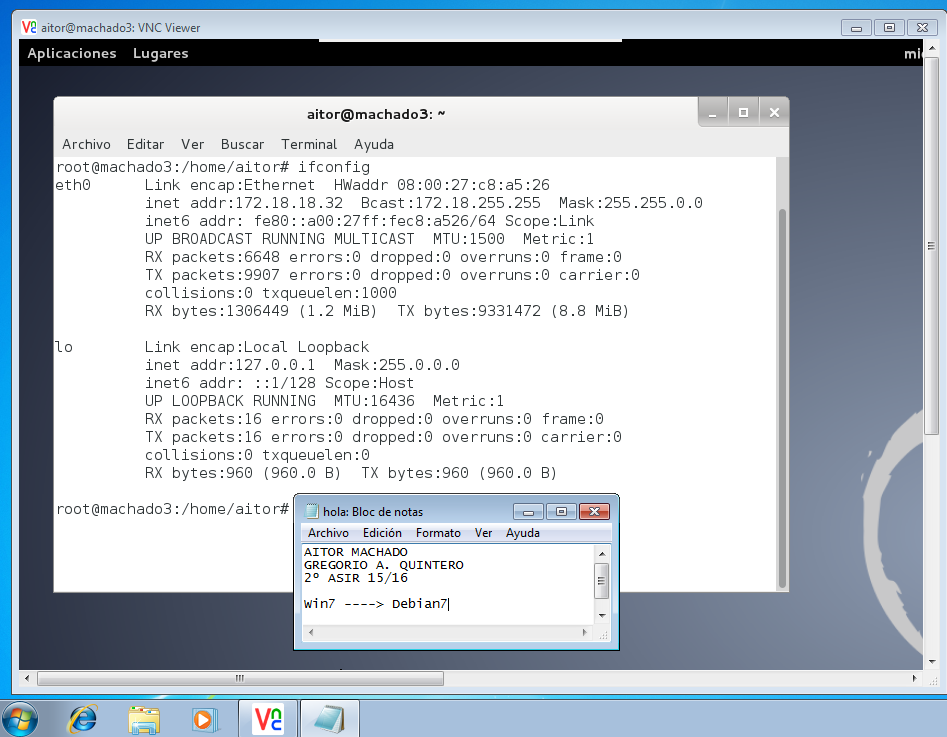 aitor@machado3: VNC Viewer
Aplicaciones Lugares
aitor@machado3: ~
Archivo Editar Ver Buscar Terminal Ayuda
root@machado3:/home/aitor# ifconfig
eth0      Link encap:Ethernet  HWaddr 08:00:27:c8:a5:26
          inet addr:172.18.18.32  Bcast:172.18.255.255  Mask:255.255.0.0
          inet6 addr: fe80::a00:27ff:fec8:a526/64 Scope:Link
          UP BROADCAST RUNNING MULTICAST  MTU:1500  Metric:1
          RX packets:6648 errors:0 dropped:0 overruns:0 frame:0
          TX packets:9907 errors:0 dropped:0 overruns:0 carrier:0
          collisions:0 txqueuelen:1000
          RX bytes:1306449 (1.2 MiB)  TX bytes:9331472 (8.8 MiB)
lo        Link encap:Local Loopback
          inet addr:127.0.0.1  Mask:255.0.0.0
          inet6 addr: ::1/128 Scope:Host
          UP LOOPBACK RUNNING  MTU:16436  Metric:1
          RX packets:16 errors:0 dropped:0 overruns:0 frame:0
          TX packets:16 errors:0 dropped:0 overruns:0 carrier:0
          collisions:0 txqueuelen:0
          RX bytes:960 (960.0 B)  TX bytes:960 (960.0 B)
root@machado3:/home/aitor#
hola: Bloc de notas
Archivo Edición Formato Ver Ayuda
AITOR MACHADO
GREGORIO A. QUINTERO
2º ASIR 15/16
Win7 ----> Debian7